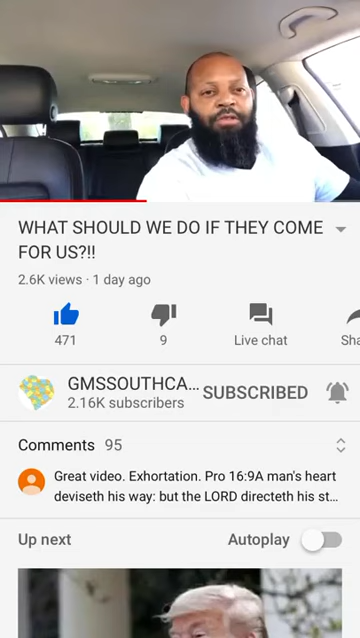 WHAT SHOULD WE DO IF THEY COME
FOR US?!!
2.6K views · 1 day ago
471
9
Live chat
Sha
GMSSOUTHCA... SUBSCRIBED
2.16K subscribers
Comments 95
Great video. Exhortation. Pro 16:9A man's heart
deviseth his way: but the LORD directeth his st...
Up next
Autoplay